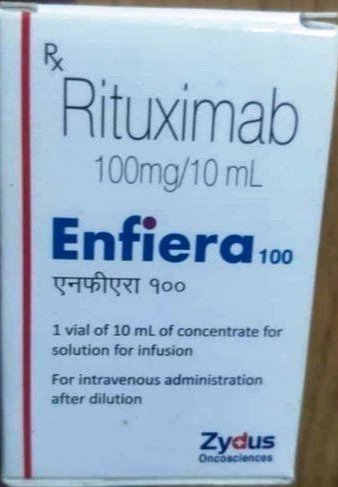 Rx
Rituximab
100mg/10 mL
Enfiera 100
एनफीएरा १००
1 vial of 10 mL of concentrate for
solution for infusion
For intravenous administration
after dilution
Zydus
Oncosciences